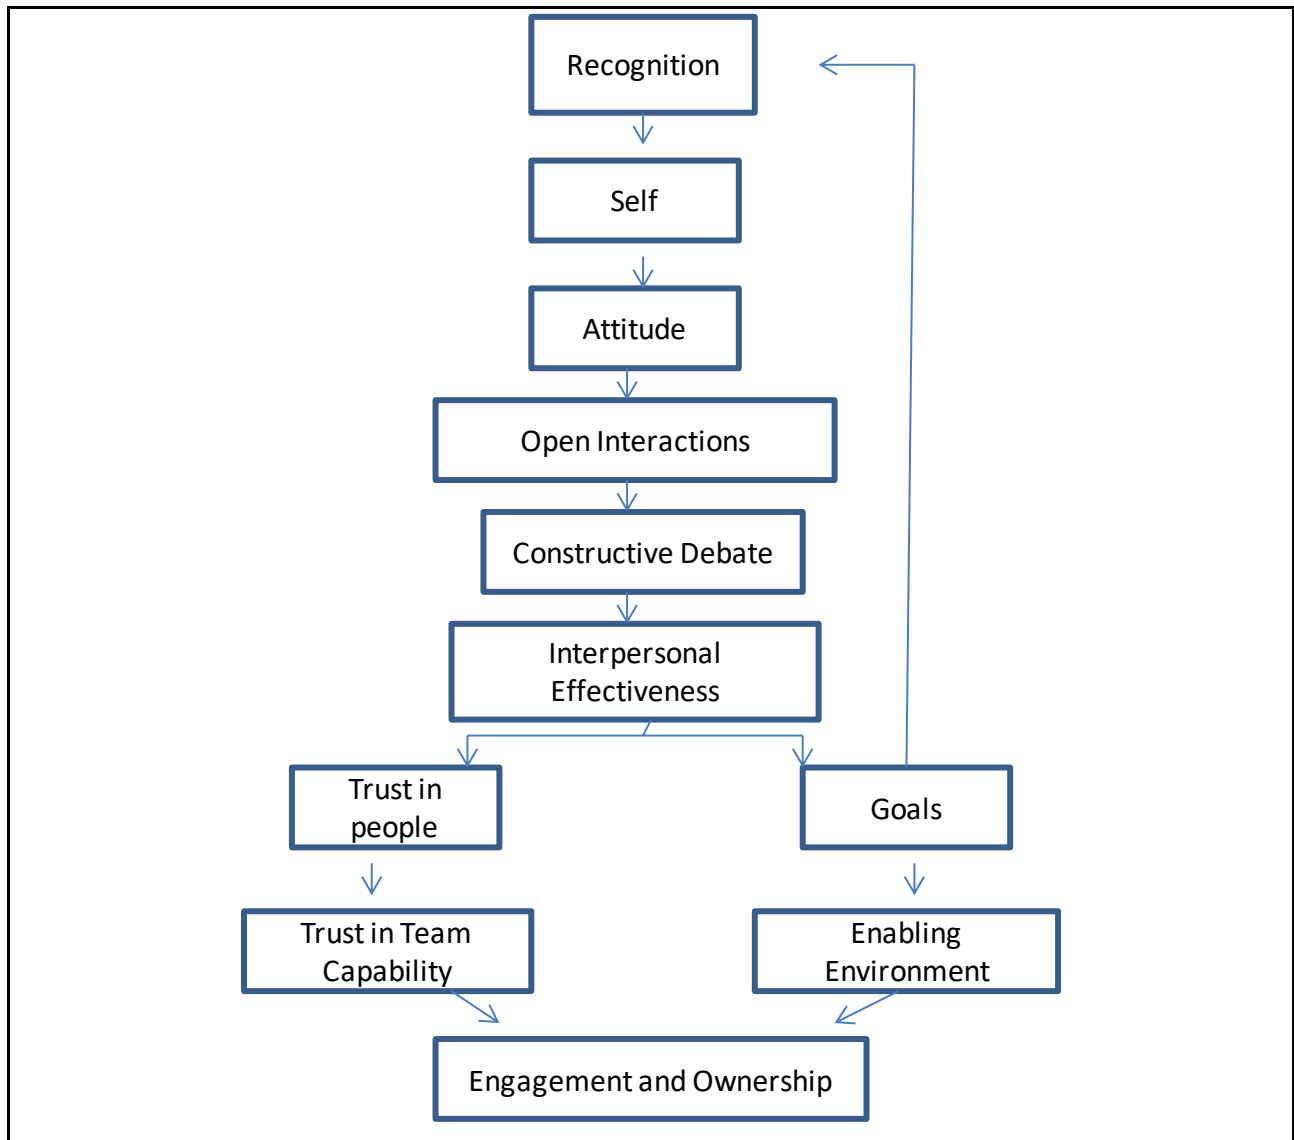 Recognition
Self
Attitude
Open Interactions
Constructive Debate
Interpersonal
Effectiveness
Trust in
people
Goals
Trust in Team
Capability
Enabling
Environment
Engagement and Ownership